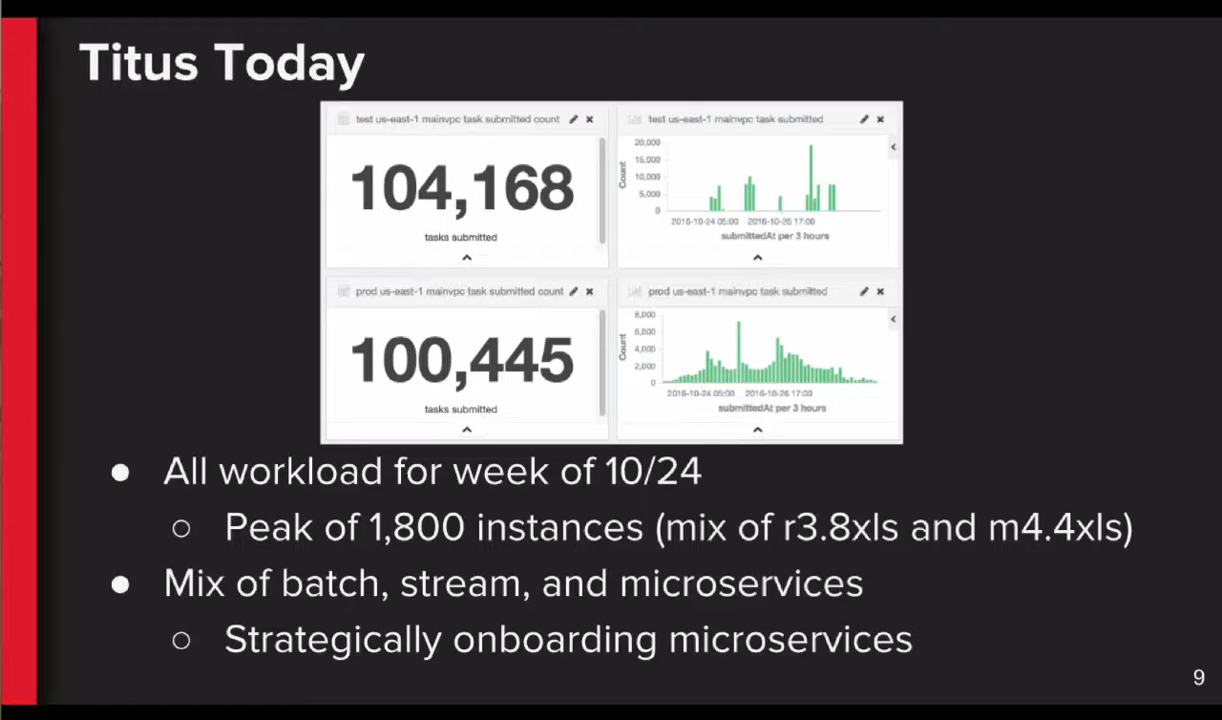 Titus Today
test us-east-1 mainvpc task submitted count
104,168
tasks submitted
test us-east-1 mainvpc task submitted
Count
20,000
15,000
10,000
5,000
0
2016-10-24 05:00 2016-10-26 17:00
submittedAt per 3 hours
prod us-east-1 mainvpc task submitted count
100,445
tasks submitted
prod us-east-1 mainvpc task submitted
Count
8,000
6,000
4,000
2,000
0
2016-10-24 05:00 2016-10-26 17:00
submittedAt per 3 hours
● All workload for week of 10/24
○ Peak of 1,800 instances (mix of r3.8xls and m4.4xls)
● Mix of batch, stream, and microservices
○ Strategically onboarding microservices
9